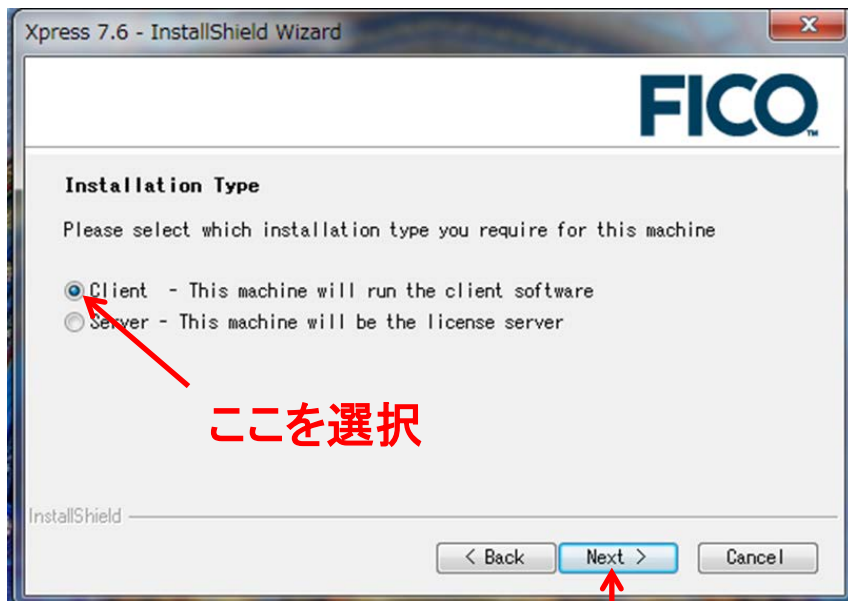 Xpress 7.6 - InstallShield Wizard
FICO™
Installation Type
Please select which installation type you require for this machine
Client - This machine will run the client software
Server - This machine will be the license server
ここを選択
InstallShield
< Back Next > Cancel